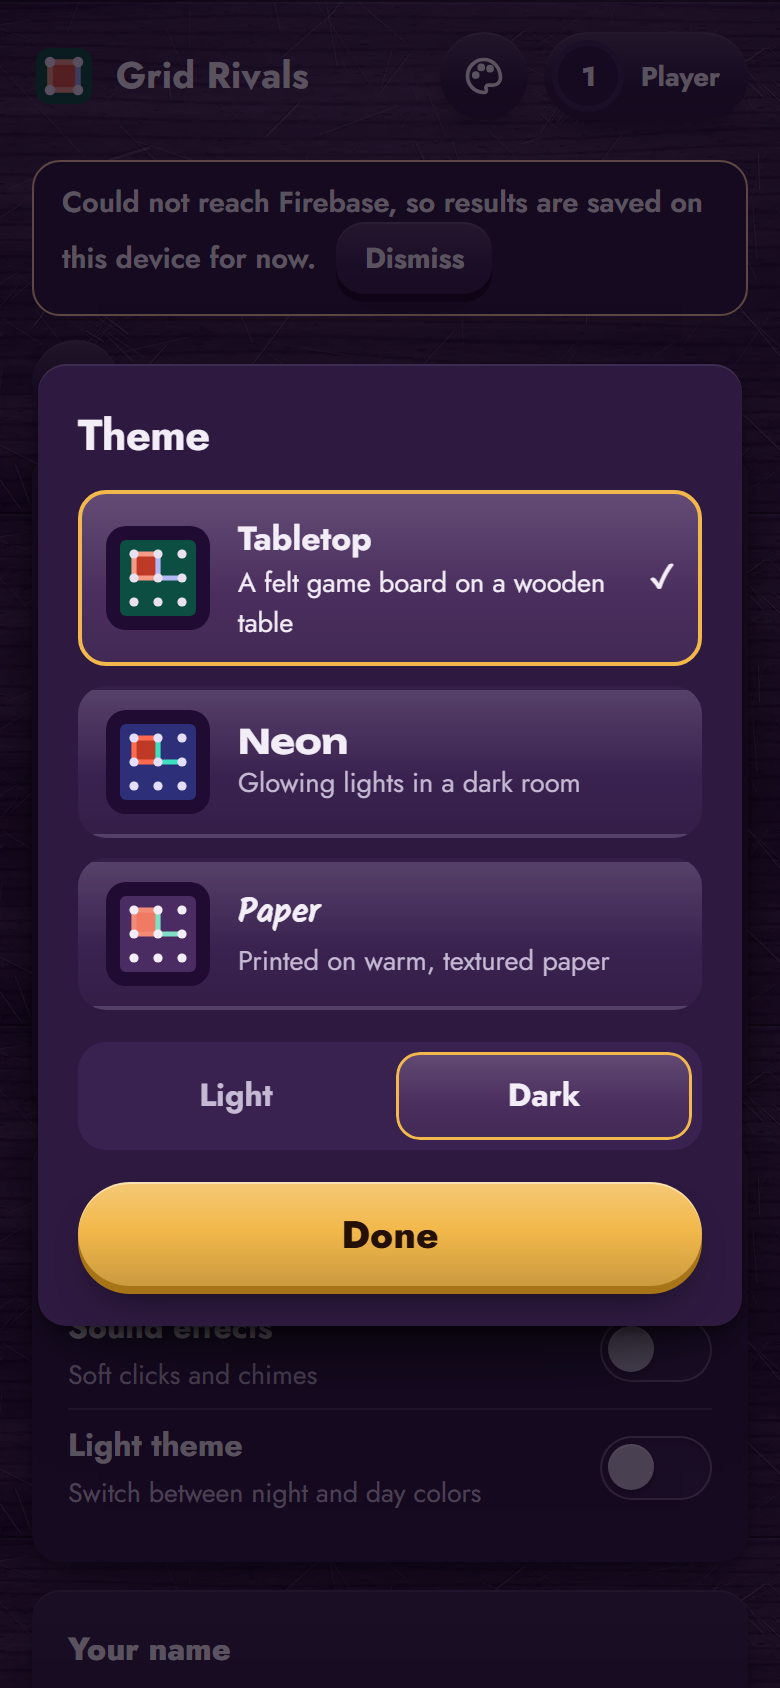 Grid Rivals
1 Player
Could not reach Firebase, so results are saved on
this device for now. Dismiss
Theme
Tabletop
A felt game board on a wooden
table
Neon
Glowing lights in a dark room
Paper
Printed on warm, textured paper
Light Dark
Done
Sound effects
Soft clicks and chimes
Light theme
Switch between night and day colors
Your name